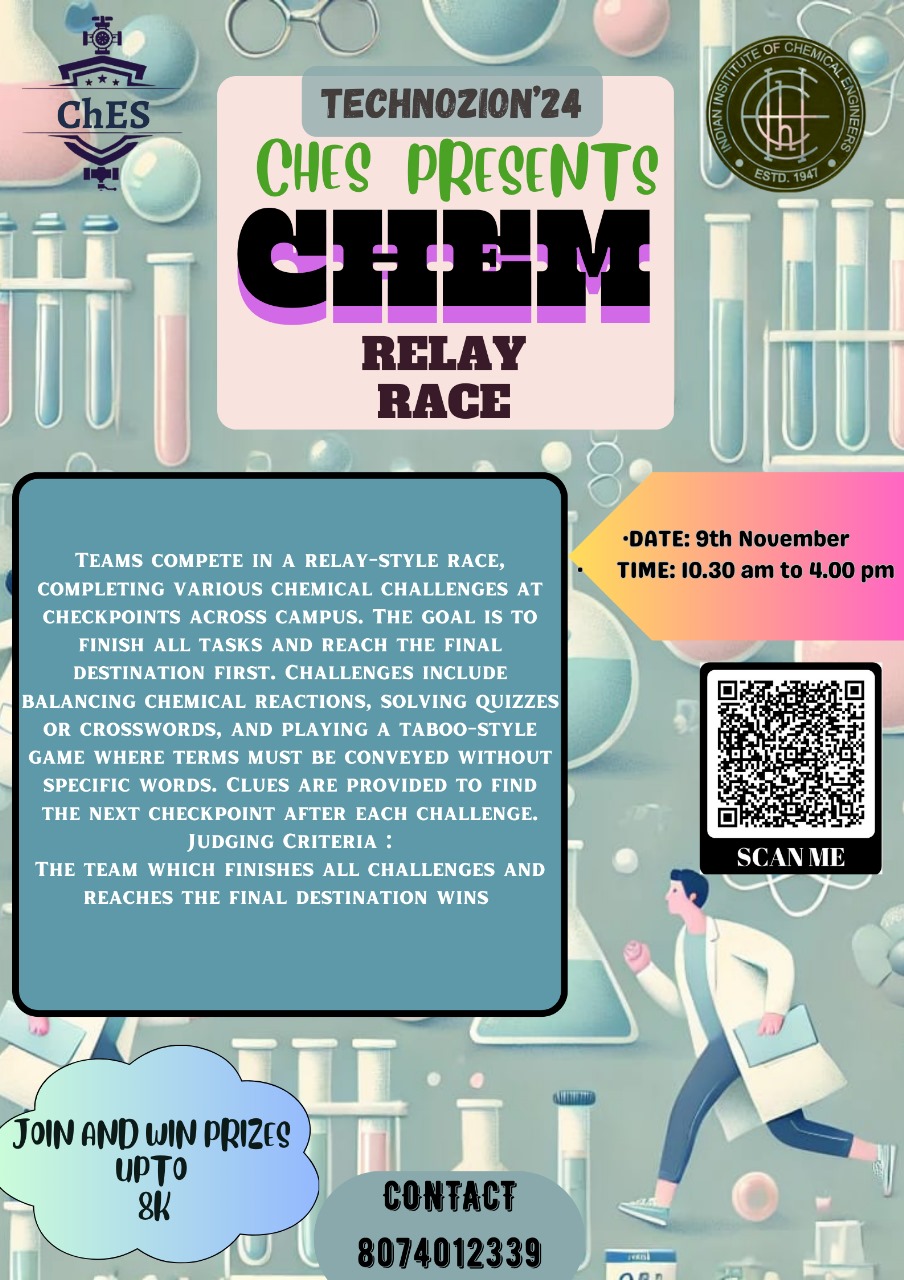 ChES
INDIAN INSTITUTE OF CHEMICAL ENGINEERS
ESTD. 1947
TECHNOZION'24
CHES PRESENTS
CHEM
RELAY
RACE
Teams compete in a relay-style race,
completing various chemical challenges at
checkpoints across campus. The goal is to
finish all tasks and reach the final
destination first. Challenges include
balancing chemical reactions, solving quizzes
or crosswords, and playing a taboo-style
game where terms must be conveyed without
specific words. Clues are provided to find
the next checkpoint after each challenge.
Judging Criteria :
The team which finishes all challenges and
reaches the final destination wins
·DATE: 9th November
· TIME: 10.30 am to 4.00 pm
SCAN ME
JOIN AND WIN PRIZES
UPTO
8K
CONTACT
8074012339